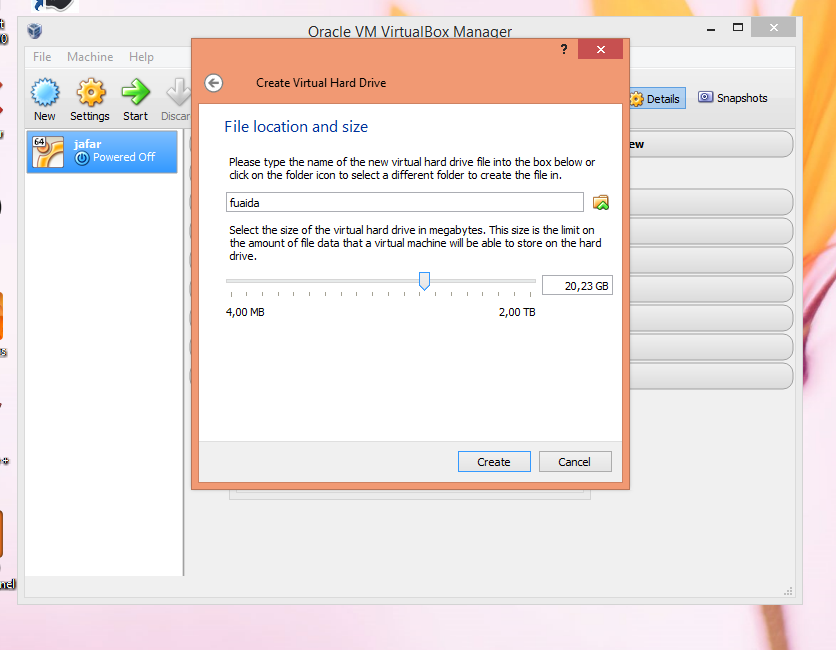 Oracle VM VirtualBox Manager
File Machine Help
?
Create Virtual Hard Drive
New Settings Start Discar
Details Snapshots
64
jafar
Powered Off
ew
File location and size
Please type the name of the new virtual hard drive file into the box below or
click on the folder icon to select a different folder to create the file in.
fuaida
Select the size of the virtual hard drive in megabytes. This size is the limit on
the amount of file data that a virtual machine will be able to store on the hard
drive.
20,23 GB
4,00 MB 2,00 TB
Create Cancel
nel